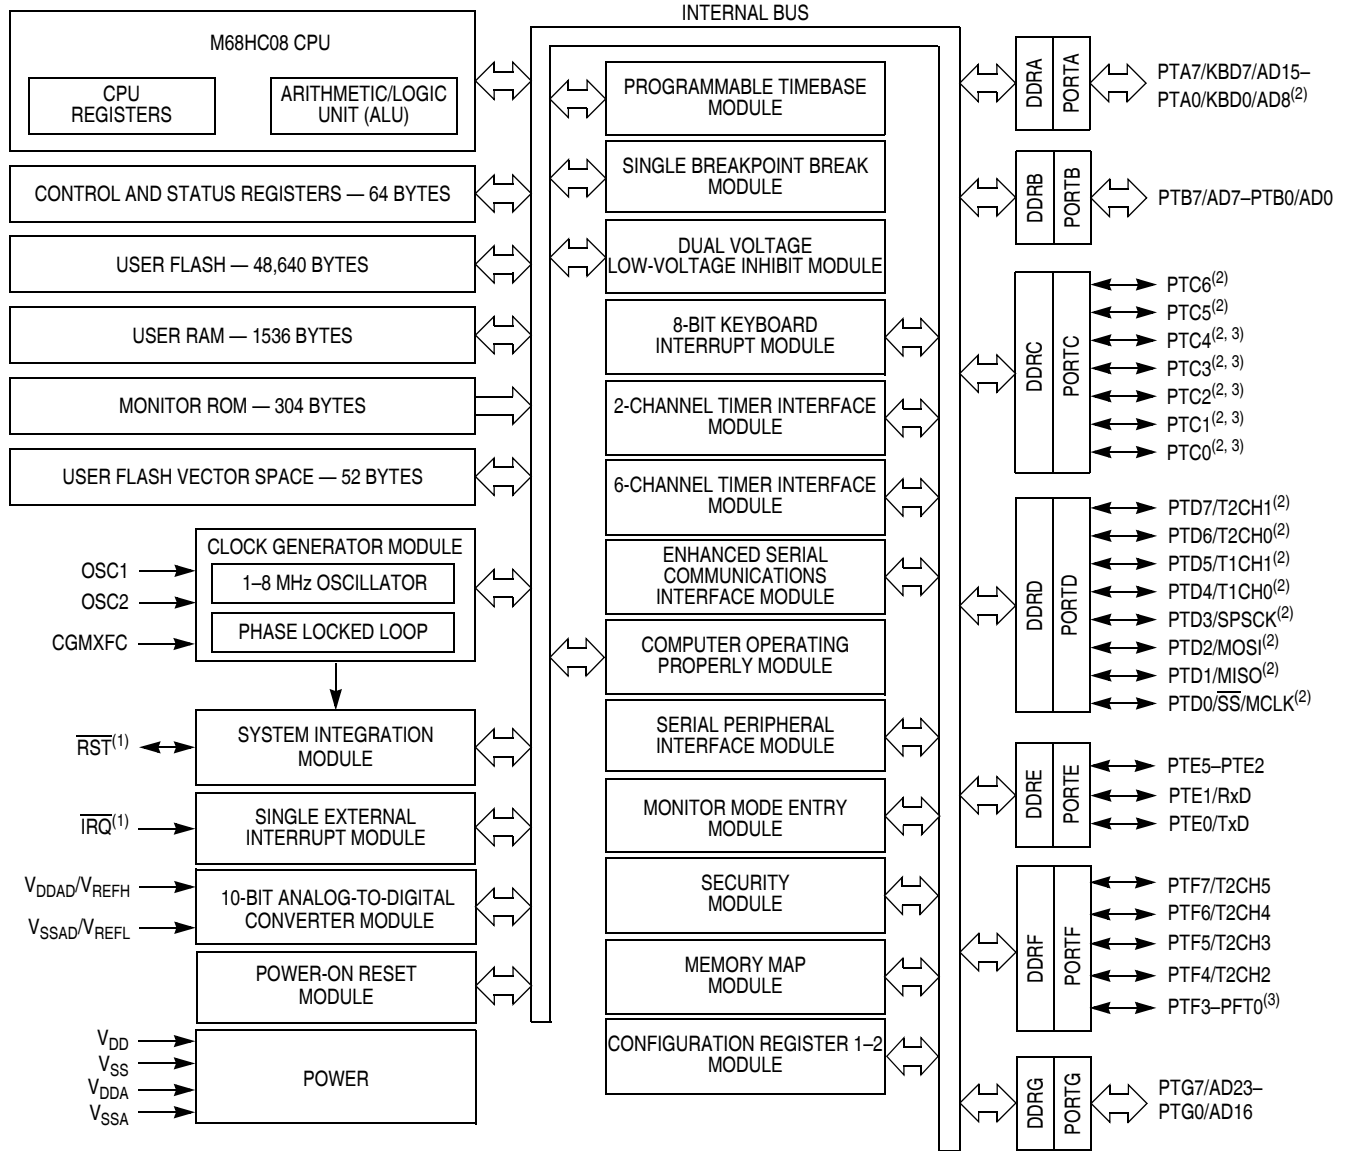 INTERNAL BUS
M68HC08 CPU
CPU
REGISTERS
ARITHMETIC/LOGIC
UNIT (ALU)
CONTROL AND STATUS REGISTERS — 64 BYTES
USER FLASH — 48,640 BYTES
USER RAM — 1536 BYTES
MONITOR ROM — 304 BYTES
USER FLASH VECTOR SPACE — 52 BYTES
CLOCK GENERATOR MODULE
1–8 MHz OSCILLATOR
PHASE LOCKED LOOP
OSC1
OSC2
CGMXFC
SYSTEM INTEGRATION
MODULE
RST(1)
SINGLE EXTERNAL
INTERRUPT MODULE
IRQ(1)
10-BIT ANALOG-TO-DIGITAL
CONVERTER MODULE
VDDAD/VREFH
VSSAD/VREFL
POWER-ON RESET
MODULE
POWER
VDD
VSS
VDDA
VSSA
PROGRAMMABLE TIMEBASE
MODULE
SINGLE BREAKPOINT BREAK
MODULE
DUAL VOLTAGE
LOW-VOLTAGE INHIBIT MODULE
8-BIT KEYBOARD
INTERRUPT MODULE
2-CHANNEL TIMER INTERFACE
MODULE
6-CHANNEL TIMER INTERFACE
MODULE
ENHANCED SERIAL
COMMUNICATIONS
INTERFACE MODULE
COMPUTER OPERATING
PROPERLY MODULE
SERIAL PERIPHERAL
INTERFACE MODULE
MONITOR MODE ENTRY
MODULE
SECURITY
MODULE
MEMORY MAP
MODULE
CONFIGURATION REGISTER 1–2
MODULE
DDRA
PORTA
PTA7/KBD7/AD15–
PTA0/KBD0/AD8(2)
DDRB
PORTB
PTB7/AD7–PTB0/AD0
DDRC
PORTC
PTC6(2)
PTC5(2)
PTC4(2, 3)
PTC3(2, 3)
PTC2(2, 3)
PTC1(2, 3)
PTC0(2, 3)
DDRD
PORTD
PTD7/T2CH1(2)
PTD6/T2CH0(2)
PTD5/T1CH1(2)
PTD4/T1CH0(2)
PTD3/SPSCK(2)
PTD2/MOSI(2)
PTD1/MISO(2)
PTD0/SS/MCLK(2)
DDRE
PORTE
PTE5–PTE2
PTE1/RxD
PTE0/TxD
DDRF
PORTF
PTF7/T2CH5
PTF6/T2CH4
PTF5/T2CH3
PTF4/T2CH2
PTF3–PFT0(3)
DDRG
PORTG
PTG7/AD23–
PTG0/AD16